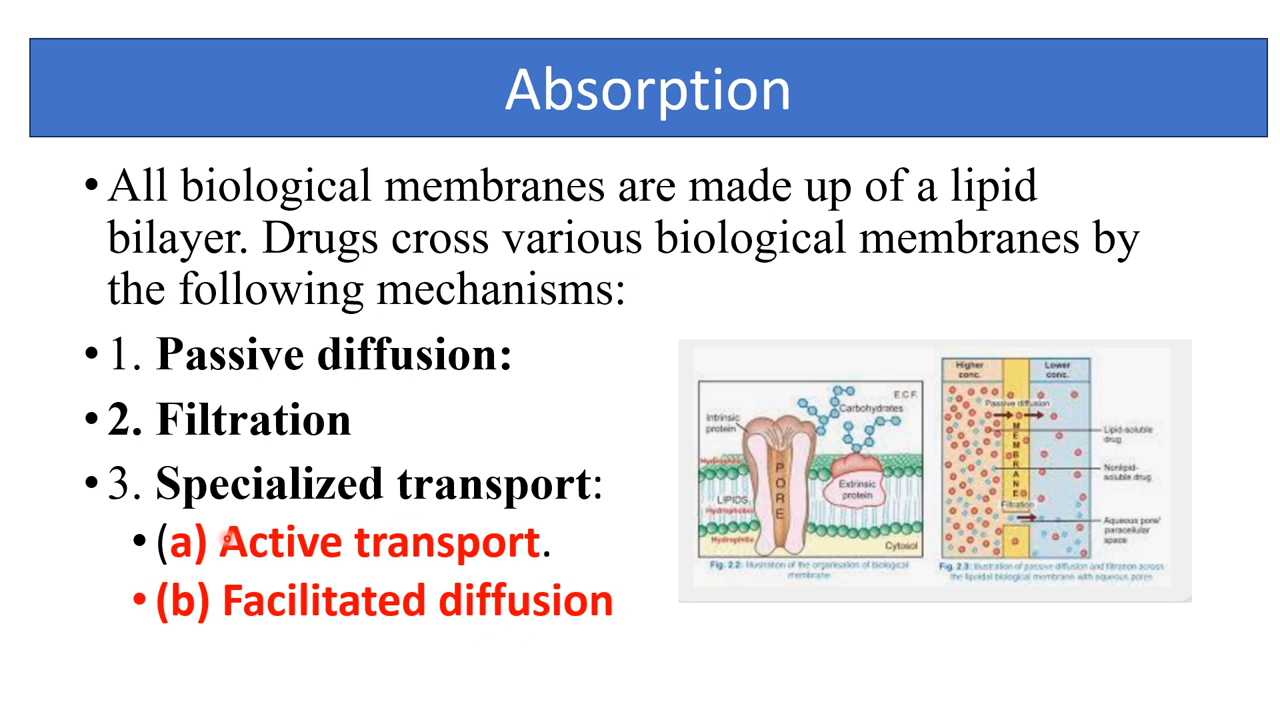 Absorption
• All biological membranes are made up of a lipid
bilayer. Drugs cross various biological membranes by
the following mechanisms:
• 1. Passive diffusion:
• 2. Filtration
• 3. Specialized transport:
• (a) Active transport.
• (b) Facilitated diffusion
E.C.F.
Carbohydrates
Intrinsic
protein
Hydrophilic
PORE
LIPIDS
Hydrophobic
Hydrophilic
Extrinsic
protein
Cytosol
Fig. 2.2: Illustration of the organisation of biological
membrane
Higher
conc.
Lower
conc.
Passive diffusion
MEMBRANE
Lipid-soluble
drug
Nonlipid-
soluble drug
Filtration
Aqueous pore/
paracellular
space
Fig. 2.3: Illustration of passive diffusion and filtration across
the lipoidal biological membrane with aqueous pores